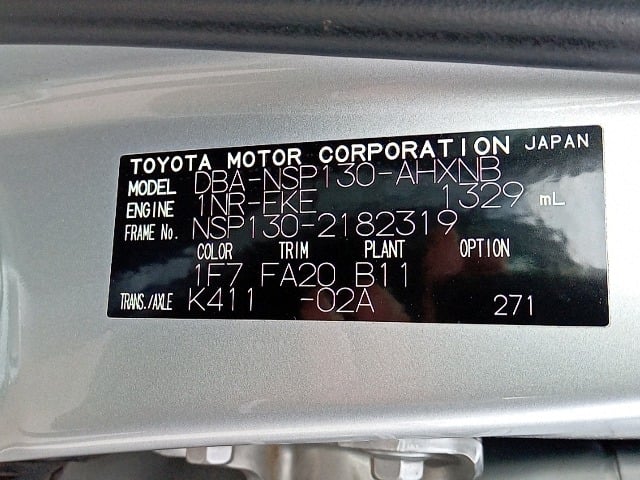 TOYOTA MOTOR CORPORATION JAPAN
MODEL DBA-NSP130-AHXNB
ENGINE 1NR-FKE 1329 mL
FRAME No. NSP130-2182319
COLOR TRIM PLANT OPTION
1F7 FA20 B11
TRANS./AXLE K411 -02A 271